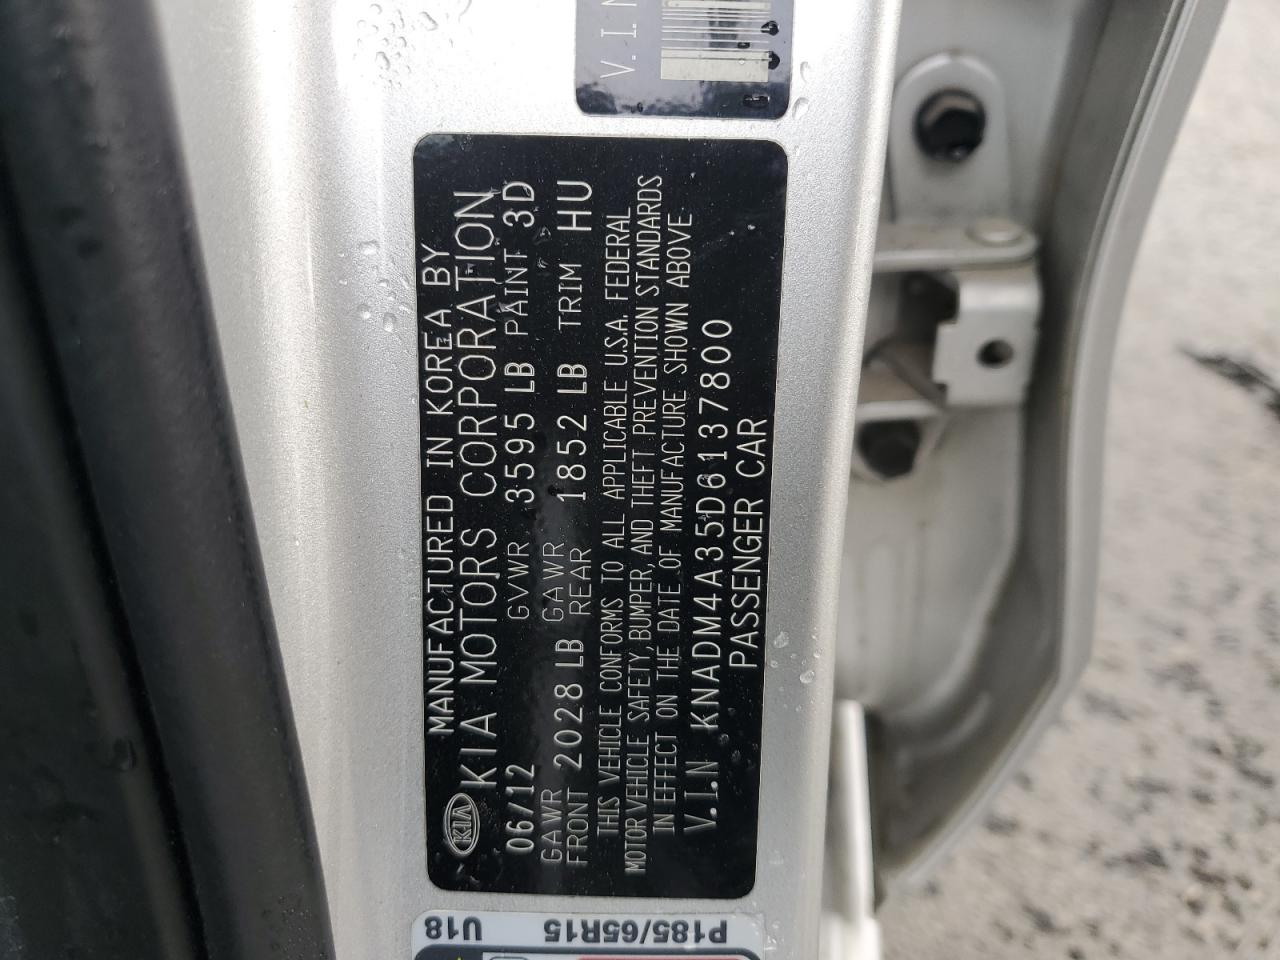 V.I.N
MANUFACTURED IN KOREA BY
KIA KIA MOTORS CORPORATION
06/12 GVWR 3595 LB PAINT 3D
GAWR FRONT 2028 LB GAWR REAR 1852 LB TRIM HU
THIS VEHICLE CONFORMS TO ALL APPLICABLE U.S.A. FEDERAL
MOTOR VEHICLE SAFETY, BUMPER, AND THEFT PREVENTION STANDARDS
IN EFFECT ON THE DATE OF MANUFACTURE SHOWN ABOVE
V.I.N KNADM4A35D6137800
PASSENGER CAR
P185/65R15 U18